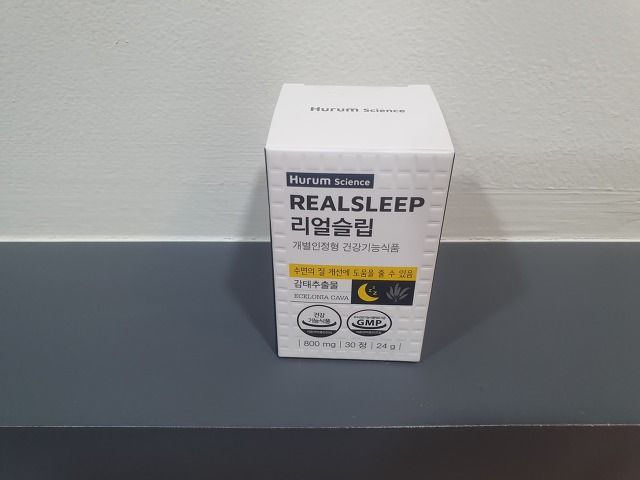 Hurum Science
Hurum Science
REALSLEEP
리얼슬립
개별인정형 건강기능식품
수면의 질 개선에 도움을 줄 수 있음
감태추출물
ECELONIA CAVA
건강
기능식품
GMP
800 mg | 30 정 | 24 g